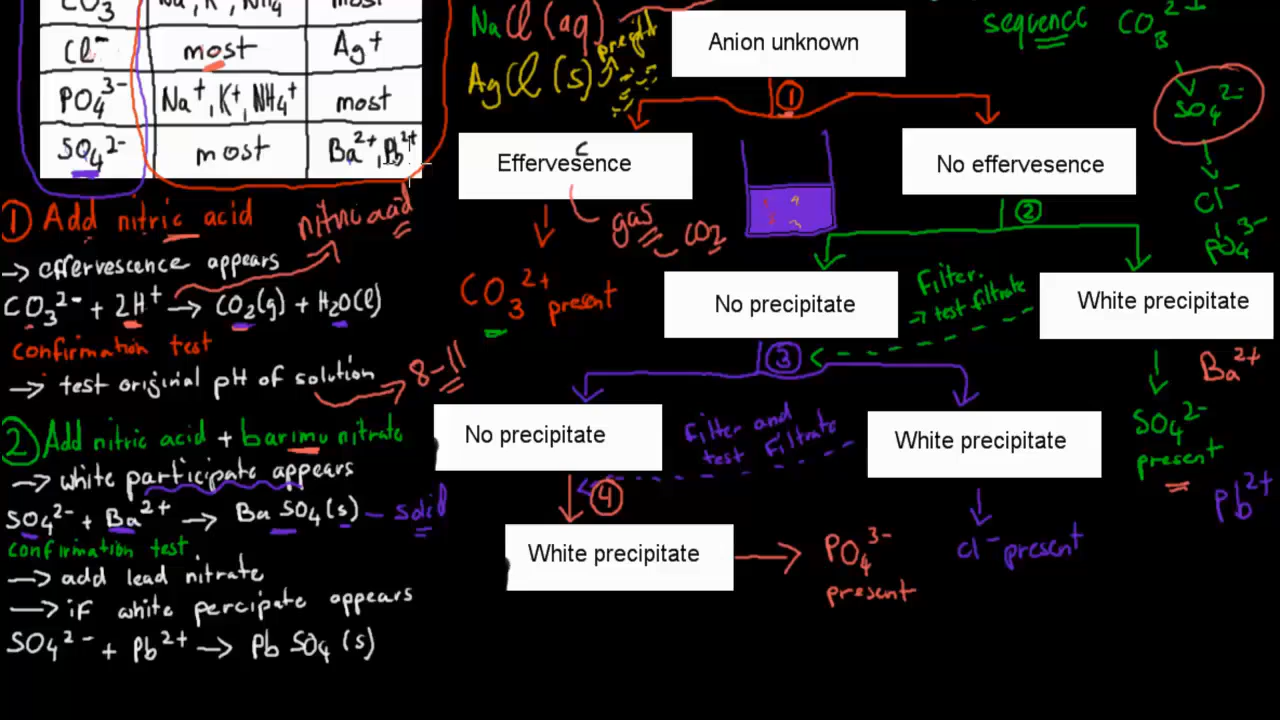 CO3 Na+, K+, NH4+
Cl⁻ most Ag+
PO4 3- Na+, K+, NH4+ most
SO4 2- most Ba2+, Pb2+
① Add nitric acid
nitric acid
→ effervescence appears
CO3 2- + 2H+ → CO2(g) + H2O(l)
confirmation test
→ test original pH of solution
8-11
② Add nitric acid + barimu nitrate
→ white participate appears
SO4 2- + Ba2+ → BaSO4(s) - solid
confirmation test
→ add lead nitrate
→ if white percipate appears
SO4 2- + Pb2+ → PbSO4(s)
NaCl(aq)
AgCl(s)
Anion unknown
sequence CO3 2-
SO4 2-
Cl⁻
PO4 3-
①
Effervesence
c
No effervescence
gas
CO2
②
CO3 2+ present
No precipitate
Filter.
→ test filtrate
White precipitate
③
Ba2+
SO4 2-
present
Pb2+
No precipitate
Filter and
test filtrate
White precipitate
④
White precipitate
PO4 3-
present
Cl⁻ present